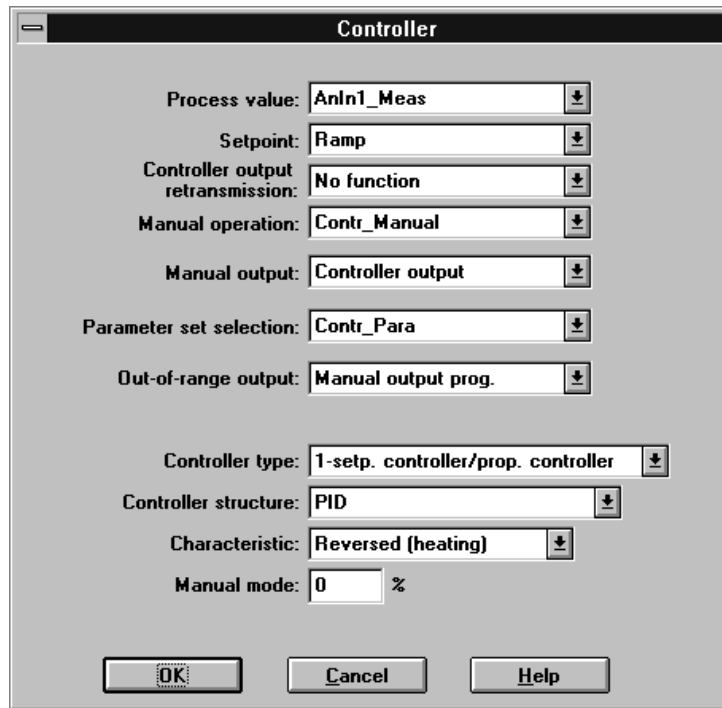 Controller
Process value: AnIn1_Meas
Setpoint: Ramp
Controller output
retransmission: No function
Manual operation: Contr_Manual
Manual output: Controller output
Parameter set selection: Contr_Para
Out-of-range output: Manual output prog.
Controller type: 1-setp. controller/prop. controller
Controller structure: PID
Characteristic: Reversed (heating)
Manual mode: 0 %
OK Cancel Help